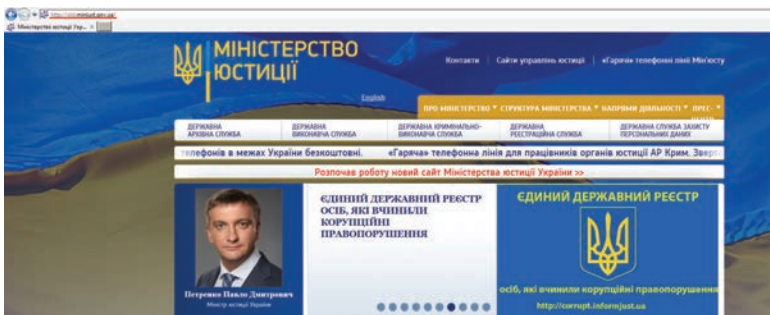 Міністерство юстиції Укр...
МІНІСТЕРСТВО
ЮСТИЦІЇ
Контакти
Сайти управлінь юстиції
«Гарячі» телефонні лінії Мін'юсту
English
ПРО МІНІСТЕРСТВО
СТРУКТУРА МІНІСТЕРСТВА
НАПРЯМИ ДІЯЛЬНОСТІ
ПРЕС-
ДЕРЖАВНА
АРХІВНА СЛУЖБА
ДЕРЖАВНА
ВИКОНАВЧА СЛУЖБА
ДЕРЖАВНА КРИМІНАЛЬНО-
ВИКОНАВЧА СЛУЖБА
ДЕРЖАВНА
РЕЄСТРАЦІЙНА СЛУЖБА
ДЕРЖАВНА СЛУЖБА ЗАХИСТУ
ПЕРСОНАЛЬНИХ ДАНИХ
телефонів в межах України безкоштовні. «Гаряча» телефонна лінія для працівників органів юстиції АР Крим. Зверт
Розпочав роботу новий сайт Міністерства юстиції України >>
Петренко Павло Дмитрович
Міністр юстиції України
ЄДИНИЙ ДЕРЖАВНИЙ РЕЄСТР
ОСІБ, ЯКІ ВЧИНИЛИ
КОРУПЦІЙНІ
ПРАВОПОРУШЕННЯ
ЄДИНИЙ ДЕРЖАВНИЙ РЕЄСТР
осіб, які вчинили корупційні правопорушення
http://corrupt.informjust.ua